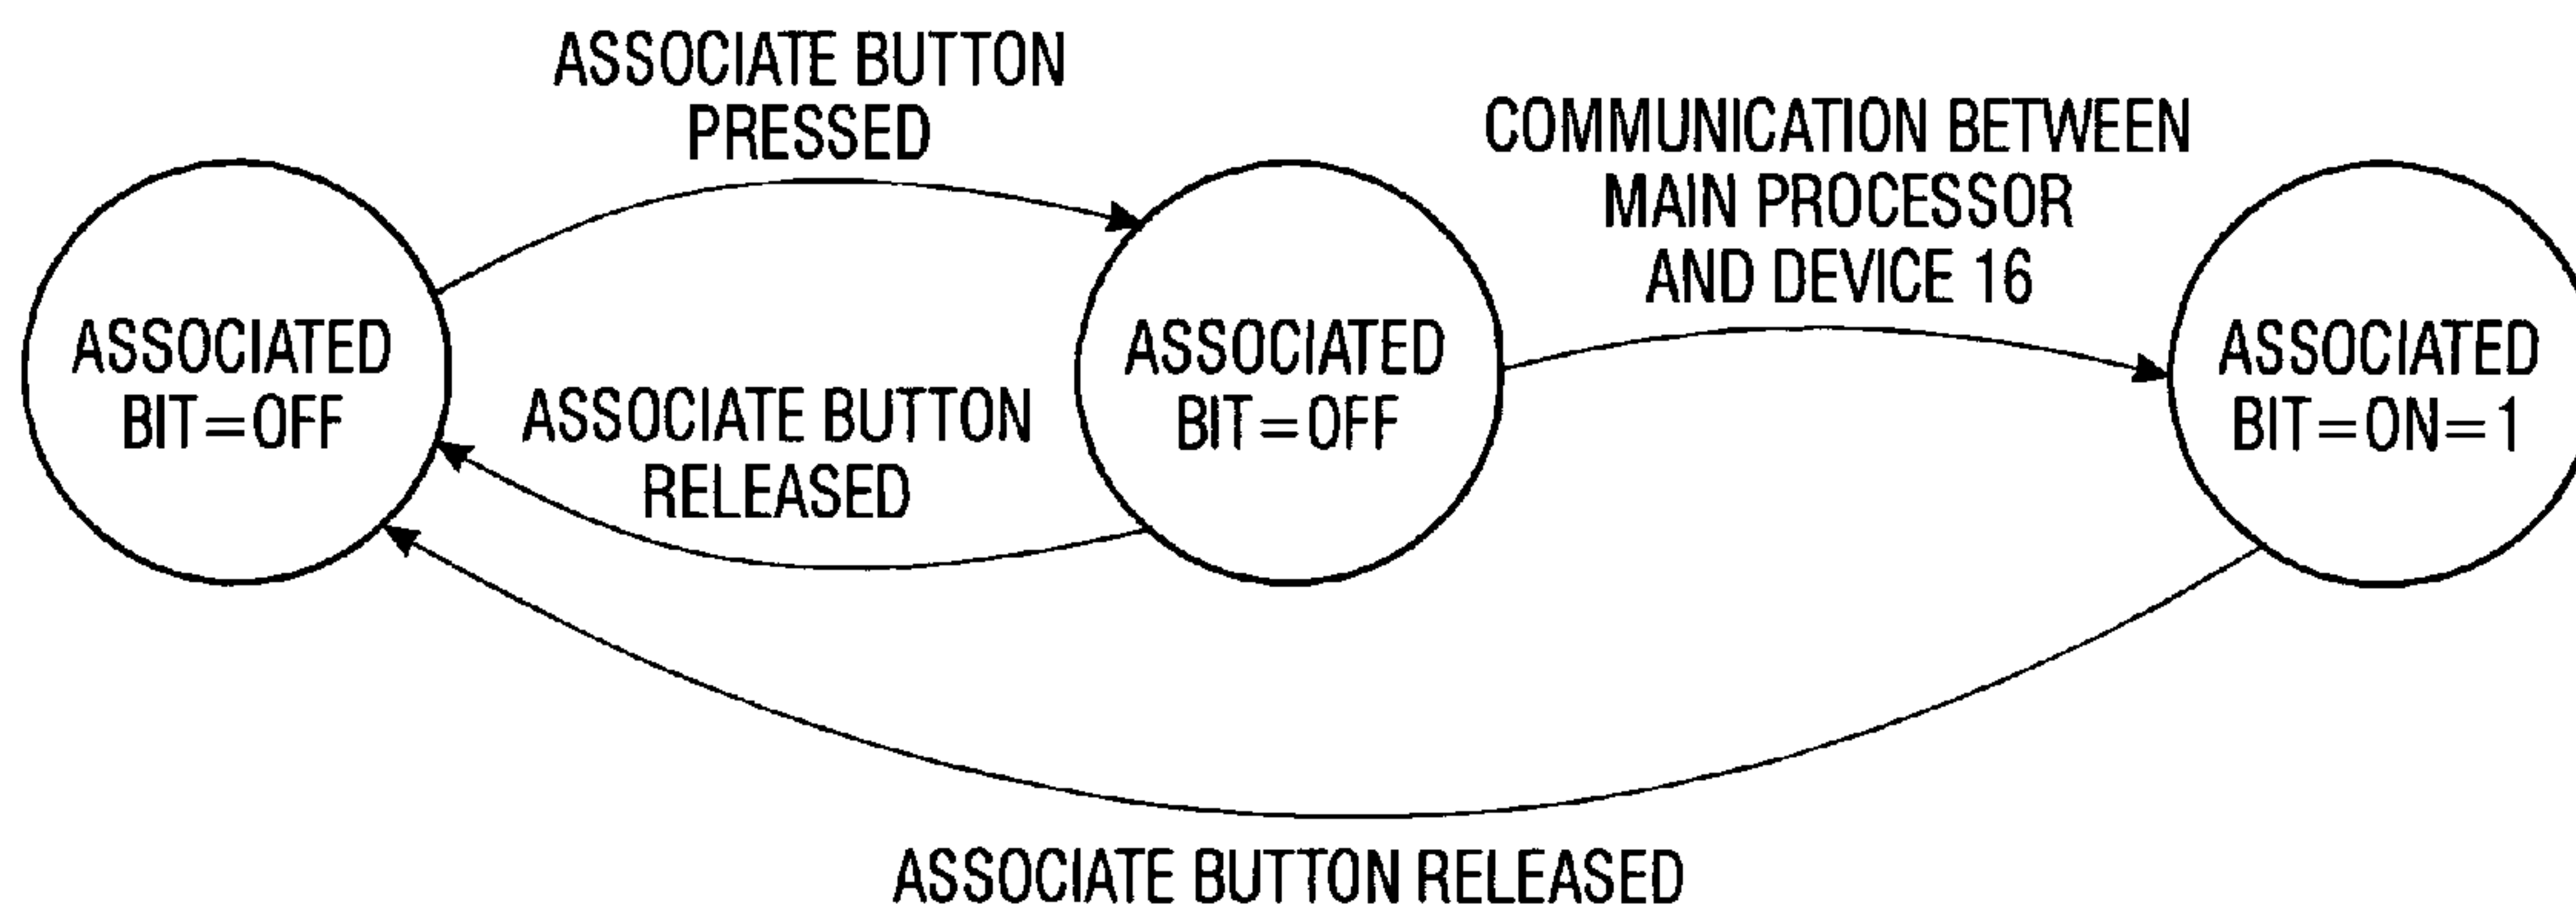 ASSOCIATE BUTTON
PRESSED
COMMUNICATION BETWEEN
MAIN PROCESSOR
AND DEVICE 16
ASSOCIATED
BIT=OFF
ASSOCIATE BUTTON
RELEASED
ASSOCIATED
BIT=OFF
ASSOCIATED
BIT=ON=1
ASSOCIATE BUTTON RELEASED